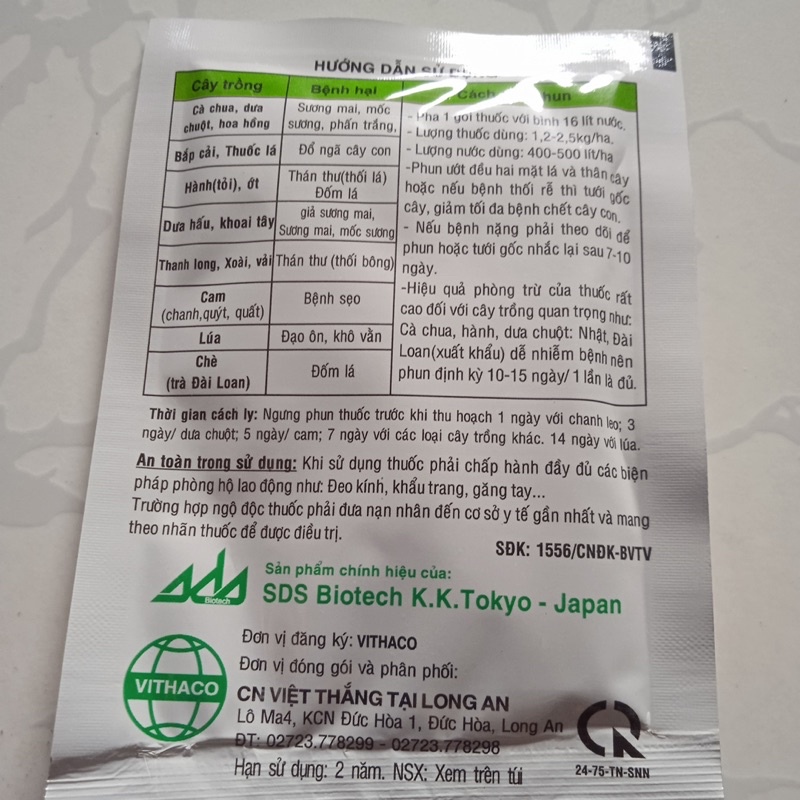 HƯỚNG DẪN SỬ DỤNG
Cây trồng
Bệnh hại
Cách phun
Cà chua, dưa
chuột, hoa hồng
Sương mai, mốc
sương, phấn trắng,
Bắp cải, Thuốc lá
Đổ ngã cây con
Hành(tỏi), ớt
Thán thư(thối lá)
Đốm lá
Dưa hấu, khoai tây
giả sương mai,
Sương mai, mốc sương
Thanh long, Xoài, vải
Thán thư (thối bông)
Cam
(chanh,quýt, quất)
Bệnh sẹo
Lúa
Đạo ôn, khô vằn
Chè
(trà Đài Loan)
Đốm lá
- Pha 1 gói thuốc với bình 16 lít nước.
- Lượng thuốc dùng: 1,2-2,5kg/ha.
- Lượng nước dùng: 400-500 lít/ha
-Phun ướt đều hai mặt lá và thân cây
hoặc nếu bệnh thối rễ thì tưới gốc
cây, giảm tối đa bệnh chết cây con.
- Nếu bệnh nặng phải theo dõi để
phun hoặc tưới gốc nhắc lại sau 7-10
ngày.
-Hiệu quả phòng trừ của thuốc rất
cao đối với cây trồng quan trọng như:
Cà chua, hành, dưa chuột: Nhật, Đài
Loan(xuất khẩu) dễ nhiễm bệnh nên
phun định kỳ 10-15 ngày/ 1 lần là đủ.
Thời gian cách ly: Ngưng phun thuốc trước khi thu hoạch 1 ngày với chanh leo; 3
ngày/ dưa chuột; 5 ngày/ cam; 7 ngày với các loại cây trồng khác. 14 ngày với lúa.
An toàn trong sử dụng: Khi sử dụng thuốc phải chấp hành đầy đủ các biện
pháp phòng hộ lao động như: Đeo kính, khẩu trang, găng tay...
Trường hợp ngộ độc thuốc phải đưa nạn nhân đến cơ sở y tế gần nhất và mang
theo nhãn thuốc để được điều trị.
SĐK: 1556/CNĐK-BVTV
sds
Biotech
Sản phẩm chính hiệu của:
SDS Biotech K.K.Tokyo - Japan
VITHACO
Đơn vị đăng ký: VITHACO
Đơn vị đóng gói và phân phối:
CN VIỆT THẮNG TẠI LONG AN
Lô Ma4, KCN Đức Hòa 1, Đức Hòa, Long An
ĐT: 02723.778299 - 02723.778298
Hạn sử dụng: 2 năm. NSX: Xem trên túi
CR
24-75-TN-SNN